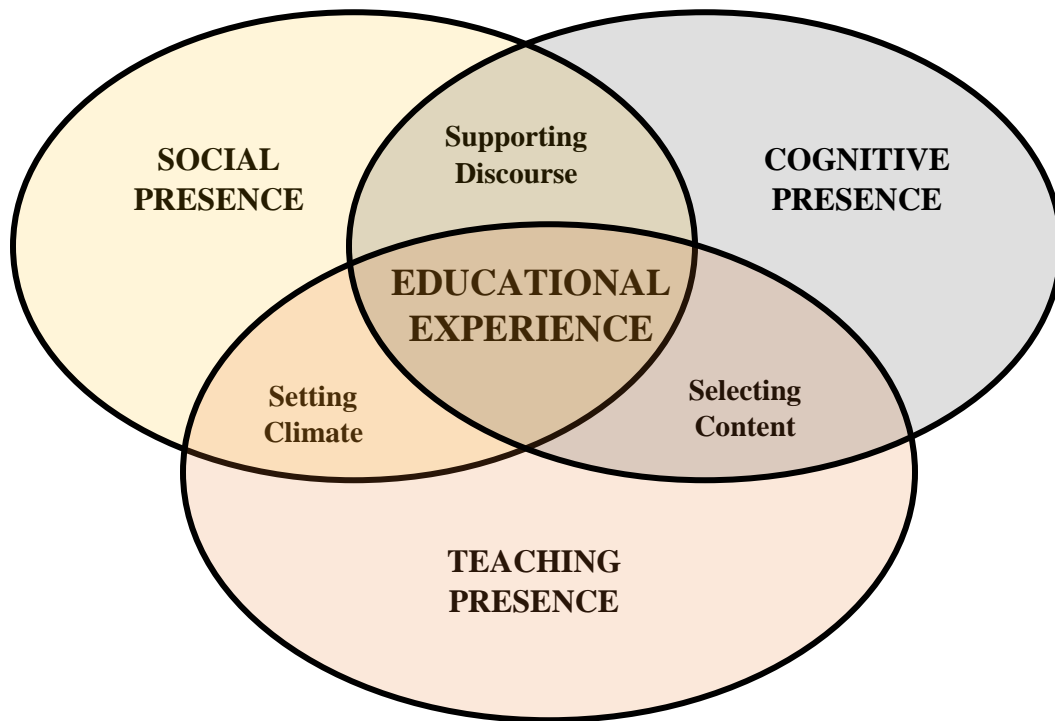 SOCIAL
PRESENCE
Supporting
Discourse
COGNITIVE
PRESENCE
EDUCATIONAL
EXPERIENCE
Setting
Climate
Selecting
Content
TEACHING
PRESENCE